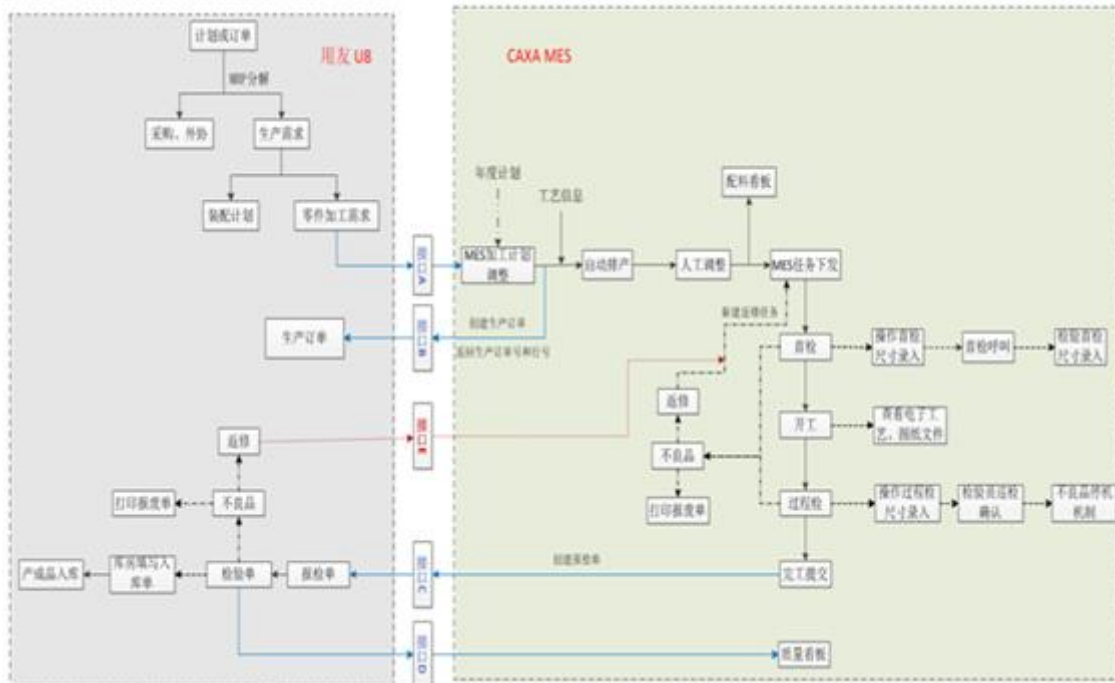 计划或订单
用友 U8
CAXA MES
MRP分解
采购、外协
生产需求
装配计划
零件加工需求
年度计划
工艺信息
配料看板
接口A
MES加工计划
调整
自动排产
人工调整
MES任务下发
创建生产订单
生产订单
接口B
返回生产订单号和行号
新建返修任务
首检
操作首检
尺寸录入
首检呼叫
检验首检
尺寸录入
返修
接口E
返修
开工
查看电子工
艺、图纸文件
不良品
打印报废单
不良品
打印报废单
过程检
操作过程检
尺寸录入
检验员巡检
确认
不良品停机
机制
创建报检单
产成品入库
库房填写入
库单
检验单
报检单
接口C
完工提交
接口D
质量看板